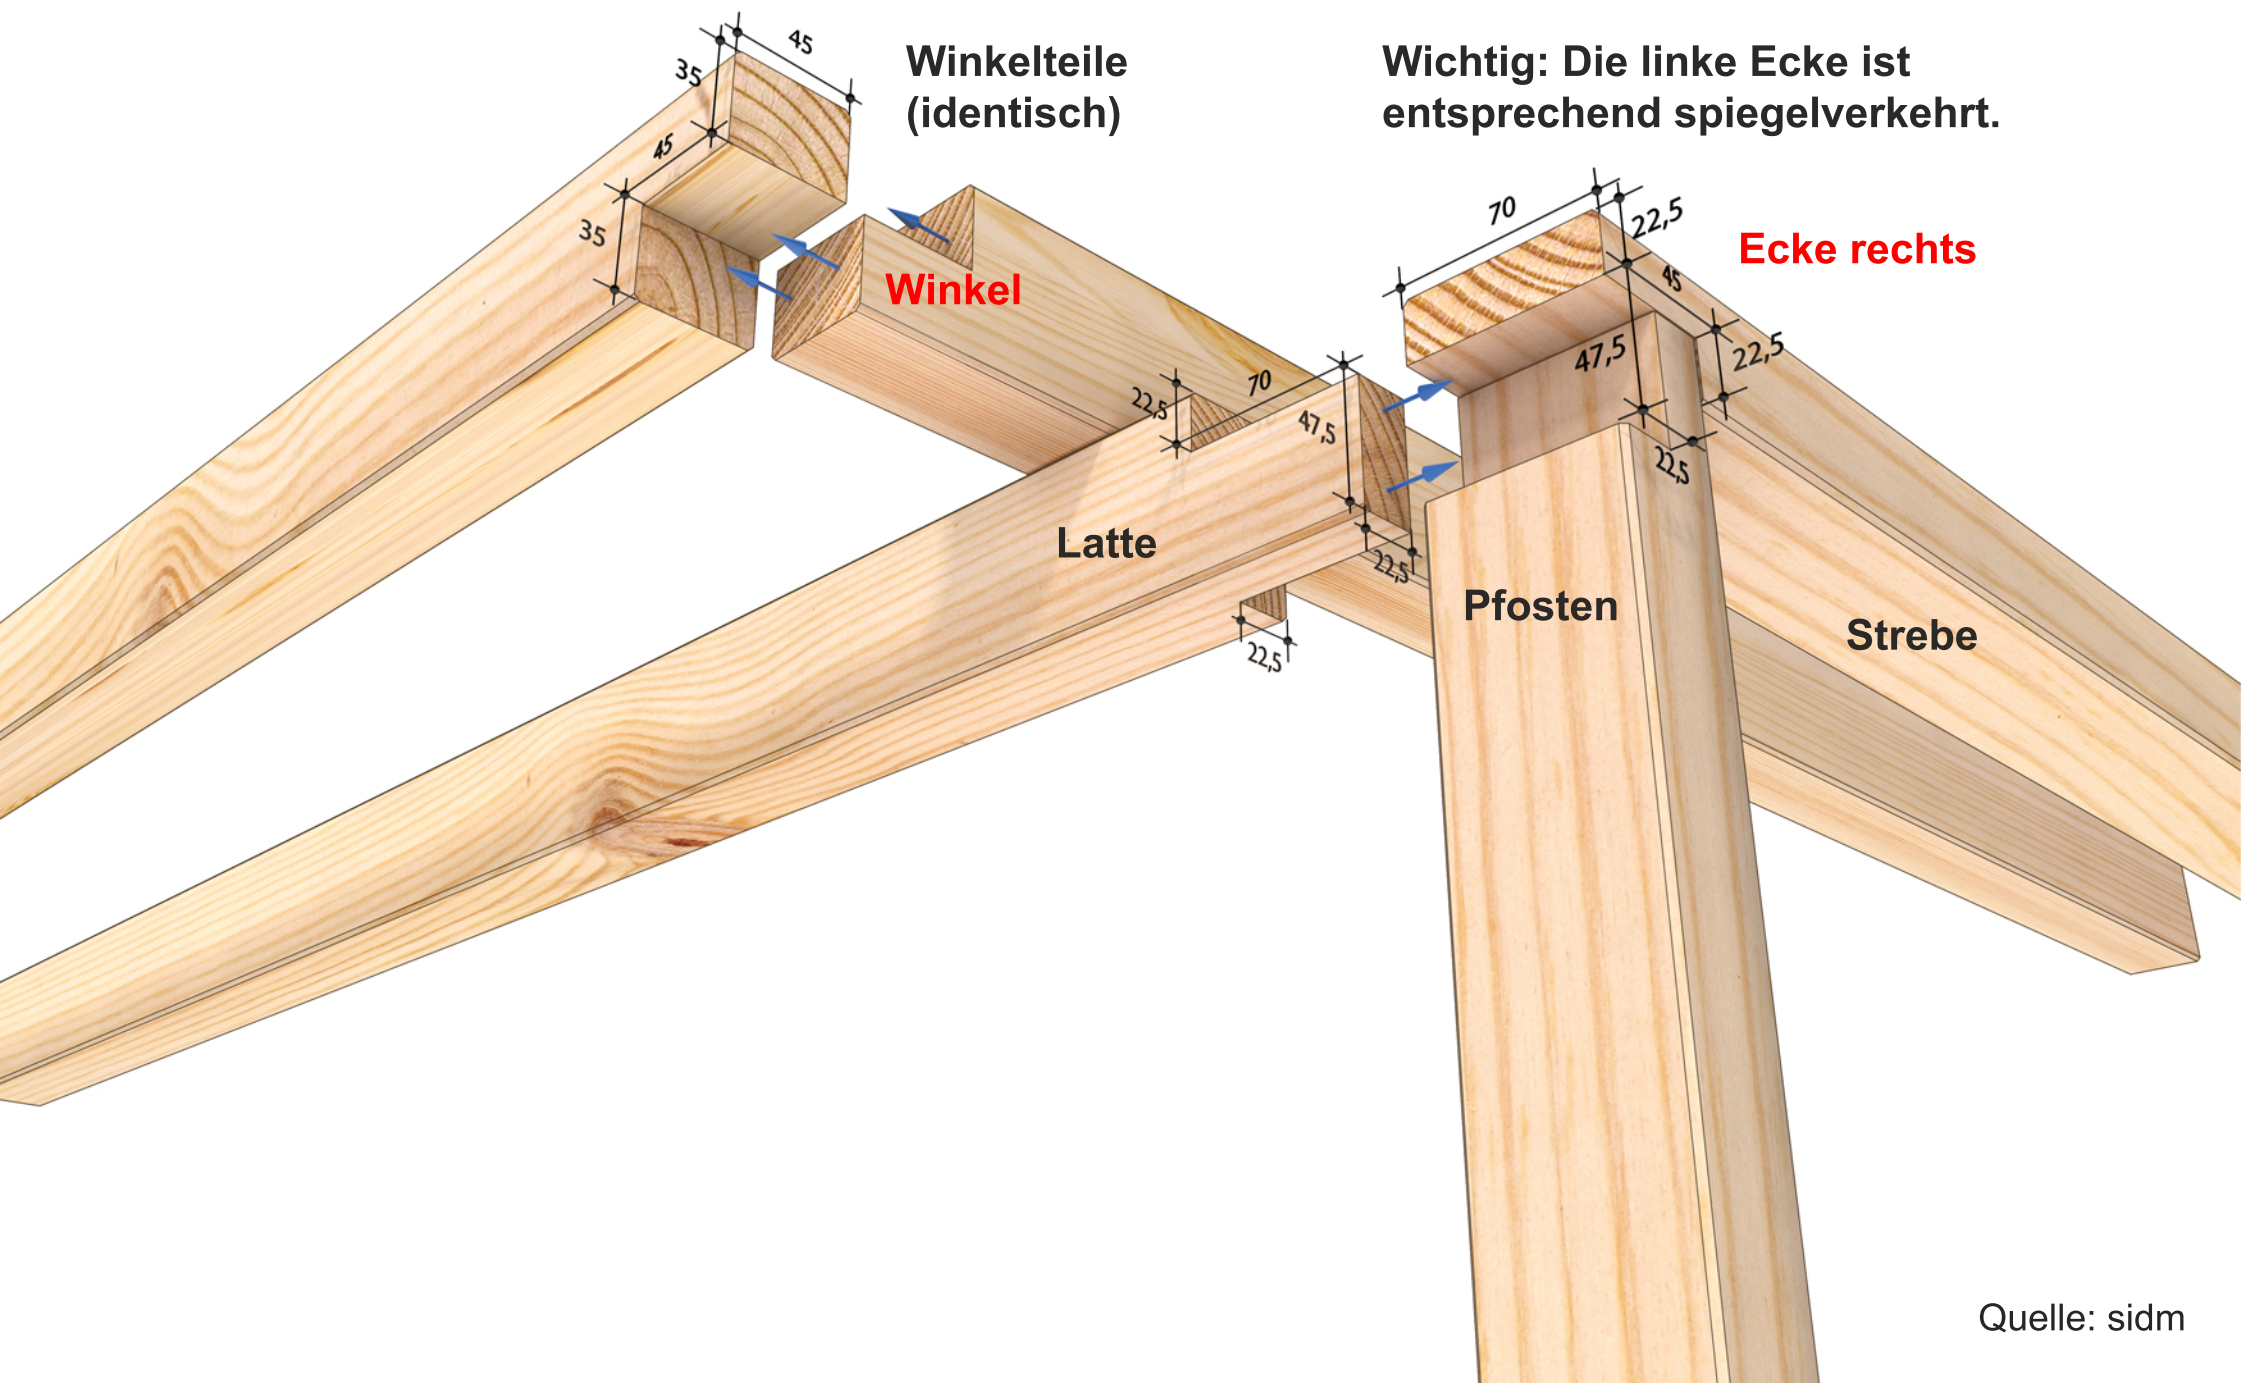 45
35
45
35
Winkelteile
(identisch)
Wichtig: Die linke Ecke ist
entsprechend spiegelverkehrt.
70
22,5
45
22,5
47,5
22,5
Ecke rechts
Winkel
22,5
70
47,5
22,5
22,5
Latte
Pfosten
Strebe
Quelle: sidm